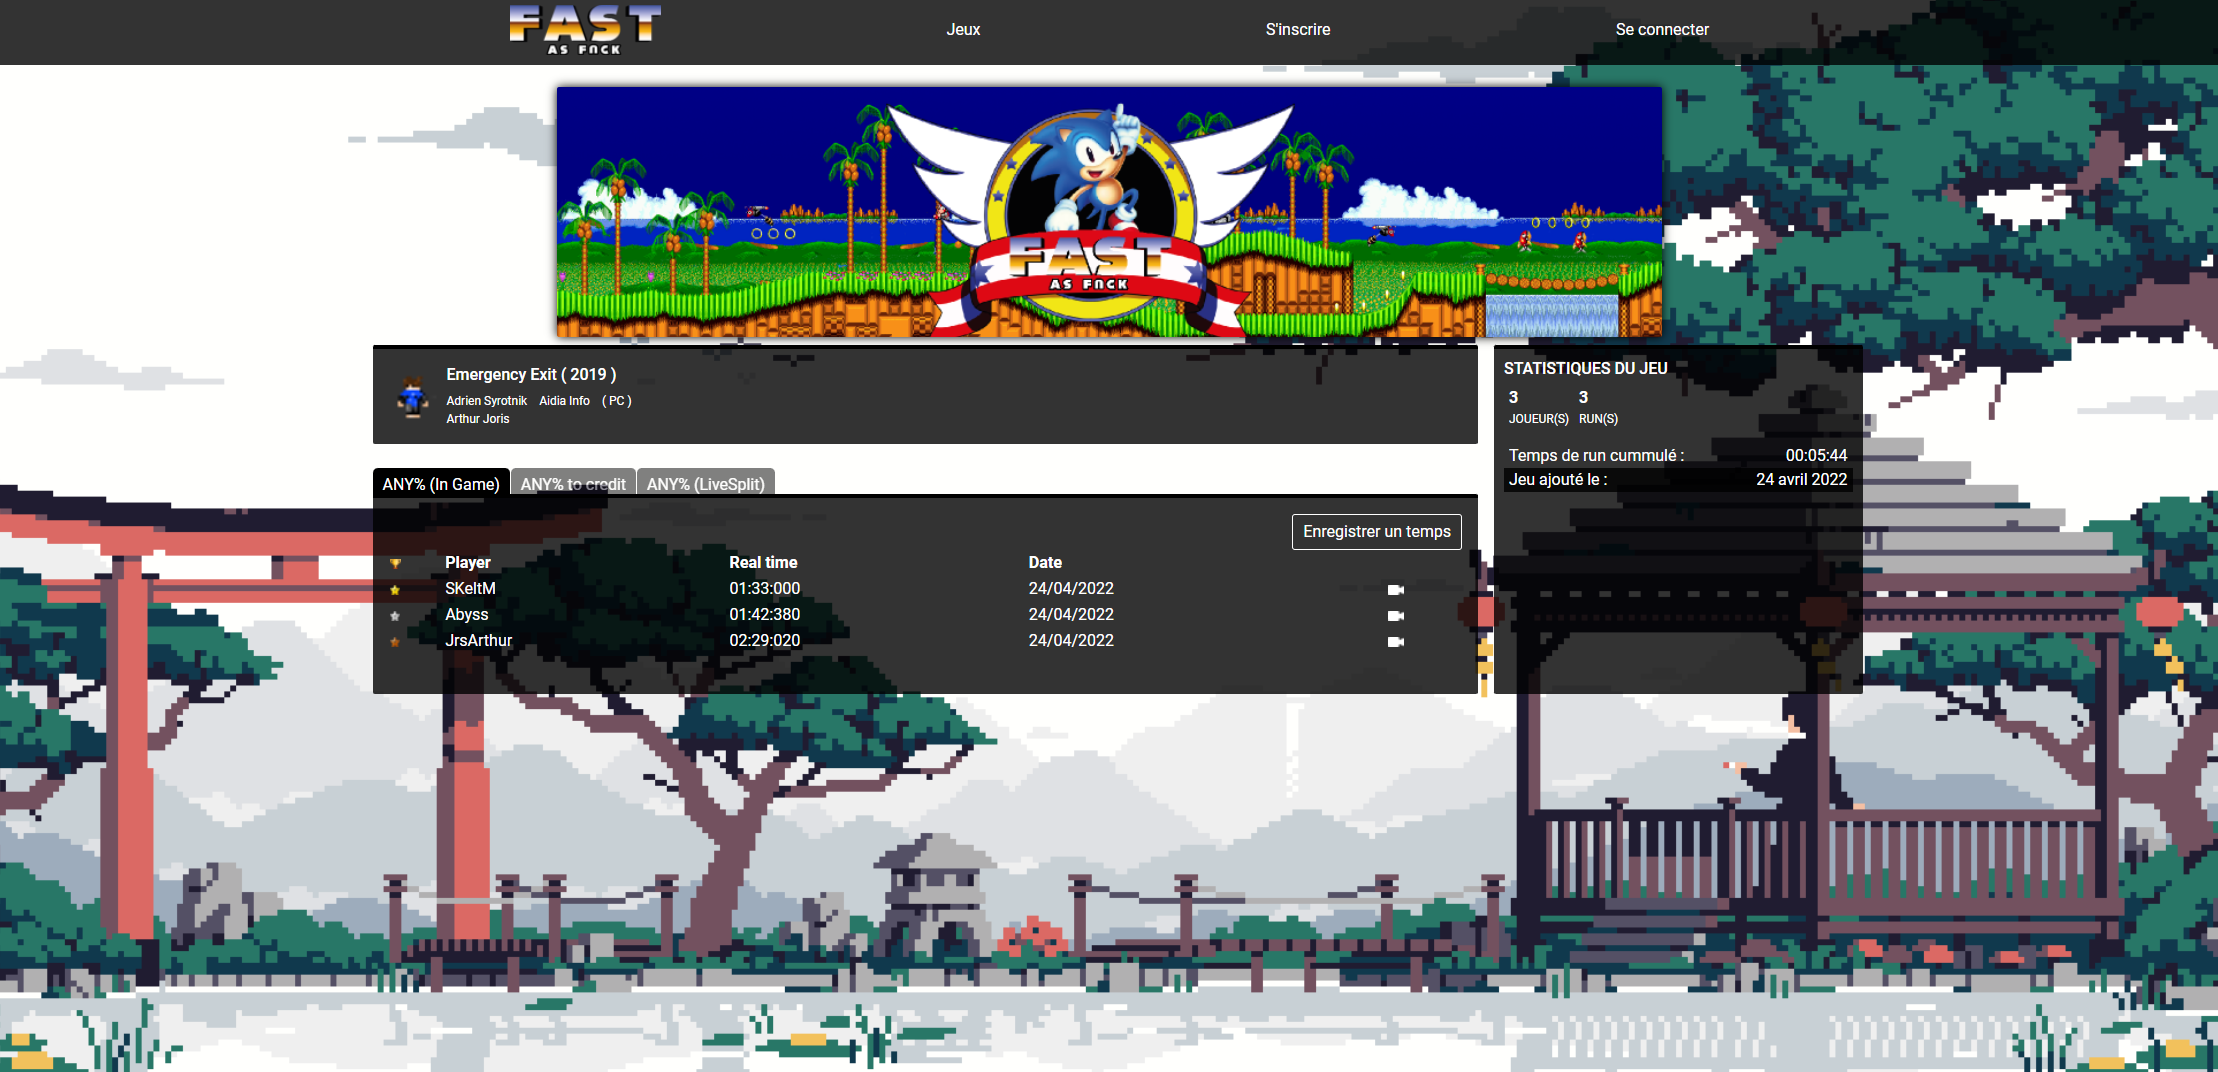 FAST
AS FNCK
Jeux
S'inscrire
Se connecter
FAST
AS FNCK
Emergency Exit ( 2019 )
Adrien Syrotnik Aidia Info ( PC )
Arthur Joris
STATISTIQUES DU JEU
3 3
JOUEUR(S) RUN(S)
Temps de run cummulé : 00:05:44
Jeu ajouté le : 24 avril 2022
ANY% (In Game) ANY% to credit ANY% (LiveSplit)
Enregistrer un temps
Player Real time Date
SKeltM 01:33:000 24/04/2022
Abyss 01:42:380 24/04/2022
JrsArthur 02:29:020 24/04/2022